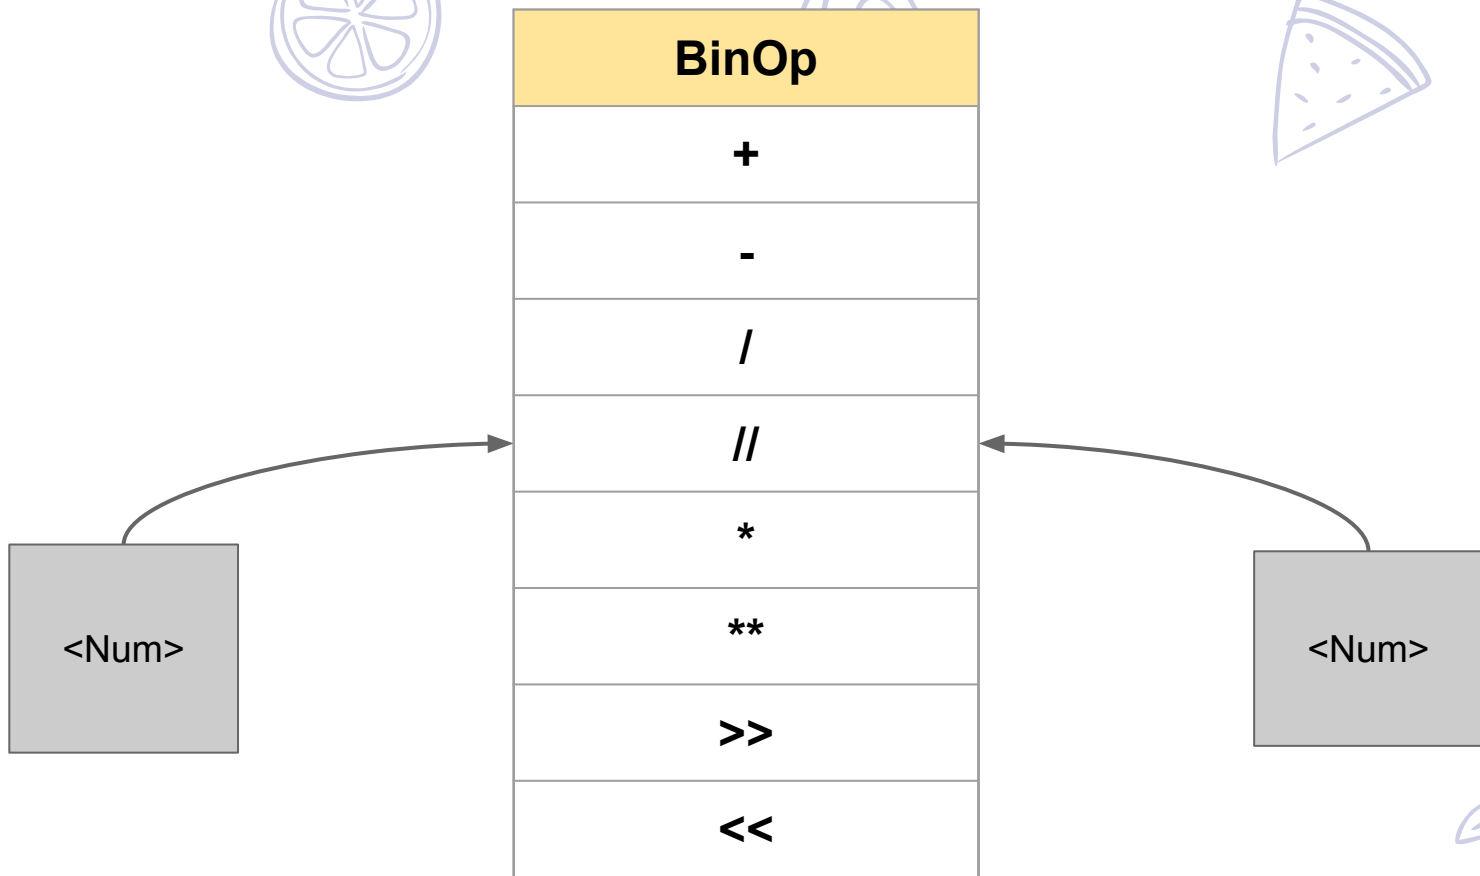 BinOp
+
-
/
//
*
**
>>
<<
<Num>
<Num>